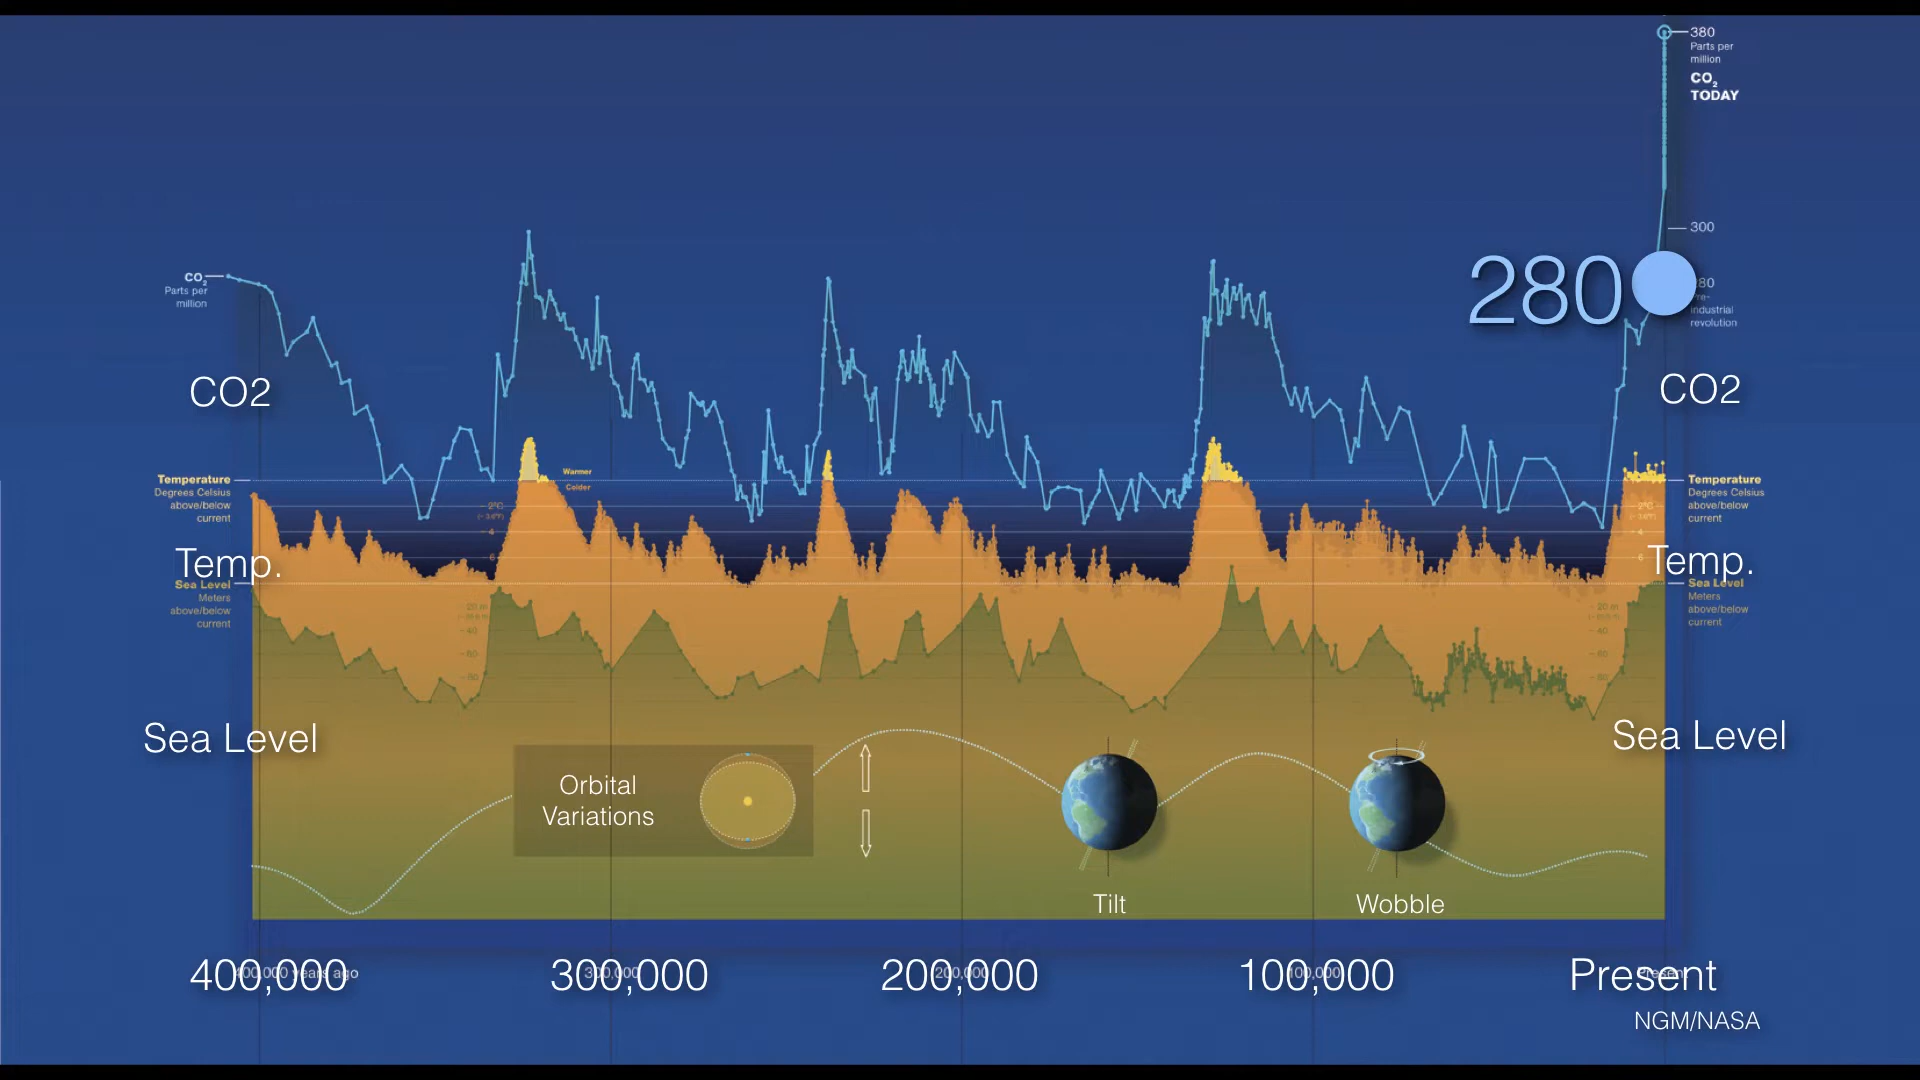 380
Parts per
million
CO2
TODAY
300
280
industrial
revolution
CO2
Parts per
million
CO2
CO2
Warmer
Colder
Temperature
Degrees Celsius
above/below
current
Temperature
Degrees Celsius
above/below
current
Temp.
Temp.
Sea Level
Meters
above/below
current
Sea Level
Meters
above/below
current
Sea Level
Sea Level
Orbital
Variations
Tilt
Wobble
400,000
300,000
200,000
100,000
Present
NGM/NASA